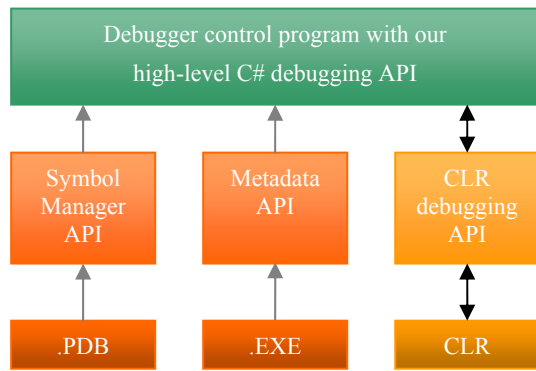 Debugger control program with our
high-level C# debugging API
Symbol
Manager
API
Metadata
API
CLR
debugging
API
.PDB
.EXE
CLR